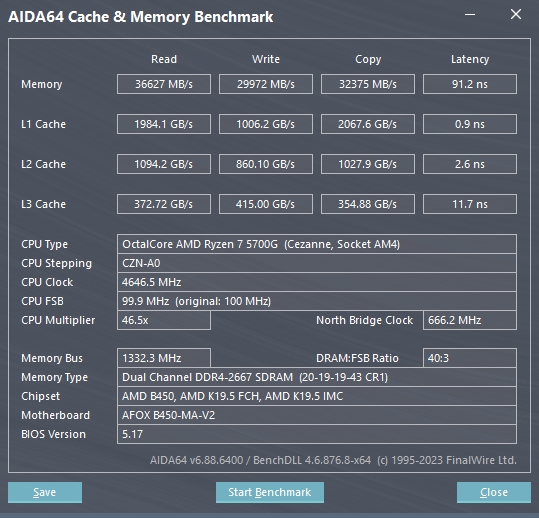 AIDA64 Cache & Memory Benchmark
Read Write Copy Latency
Memory 36627 MB/s 29972 MB/s 32375 MB/s 91.2 ns
L1 Cache 1984.1 GB/s 1006.2 GB/s 2067.6 GB/s 0.9 ns
L2 Cache 1094.2 GB/s 860.10 GB/s 1027.9 GB/s 2.6 ns
L3 Cache 372.72 GB/s 415.00 GB/s 354.88 GB/s 11.7 ns
CPU Type OctalCore AMD Ryzen 7 5700G (Cezanne, Socket AM4)
CPU Stepping CZN-A0
CPU Clock 4646.5 MHz
CPU FSB 99.9 MHz (original: 100 MHz)
CPU Multiplier 46.5x North Bridge Clock 666.2 MHz
Memory Bus 1332.3 MHz DRAM:FSB Ratio 40:3
Memory Type Dual Channel DDR4-2667 SDRAM (20-19-19-43 CR1)
Chipset AMD B450, AMD K19.5 FCH, AMD K19.5 IMC
Motherboard AFOX B450-MA-V2
BIOS Version 5.17
AIDA64 v6.88.6400 / BenchDLL 4.6.876.8-x64 (c) 1995-2023 FinalWire Ltd.
Save Start Benchmark Close